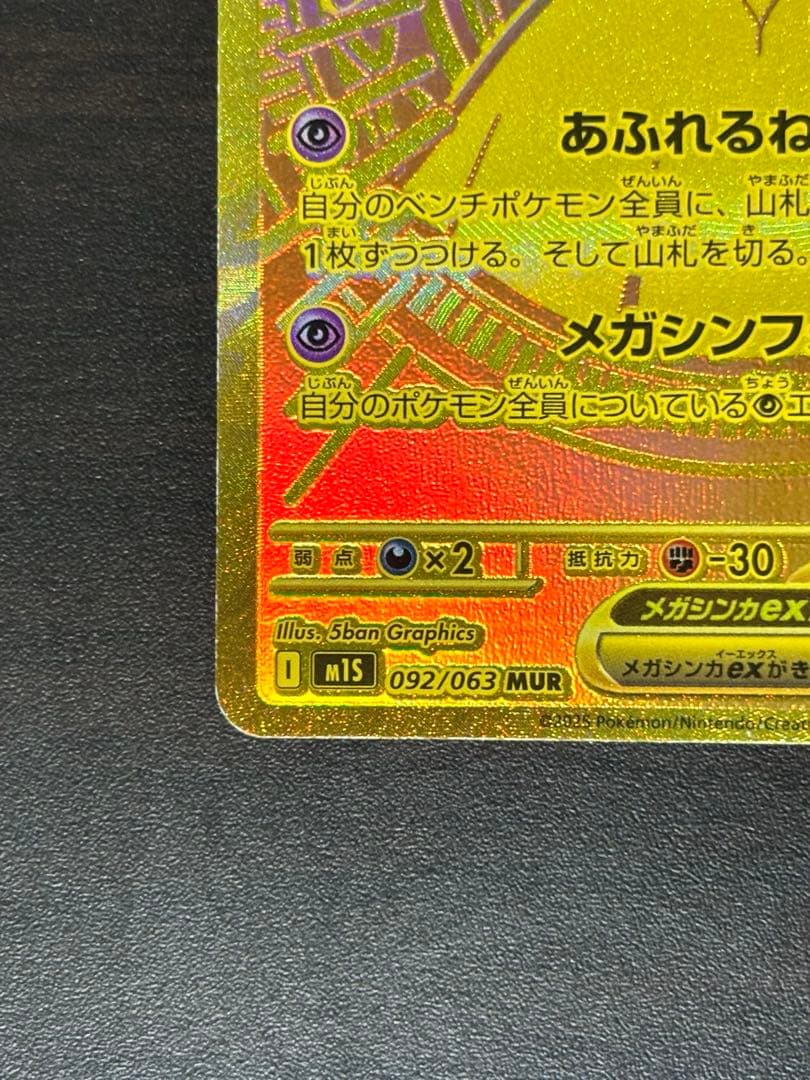 あふれるね
自分のベンチポケモン全員に、山札
じぶん ぜんいん やまふだ
1枚ずつつける。そして山札を切る。
まい やまふだ き
メガシンフ
自分のポケモン全員についているエ
じぶん ぜんいん ちょう
弱点 ×2 抵抗力 -30
メガシンカex
Illus. 5ban Graphics
イーエックス
メガシンカexがき
I M1S 092/063 MUR
©2025 Pokémon/Nintendo/Creat